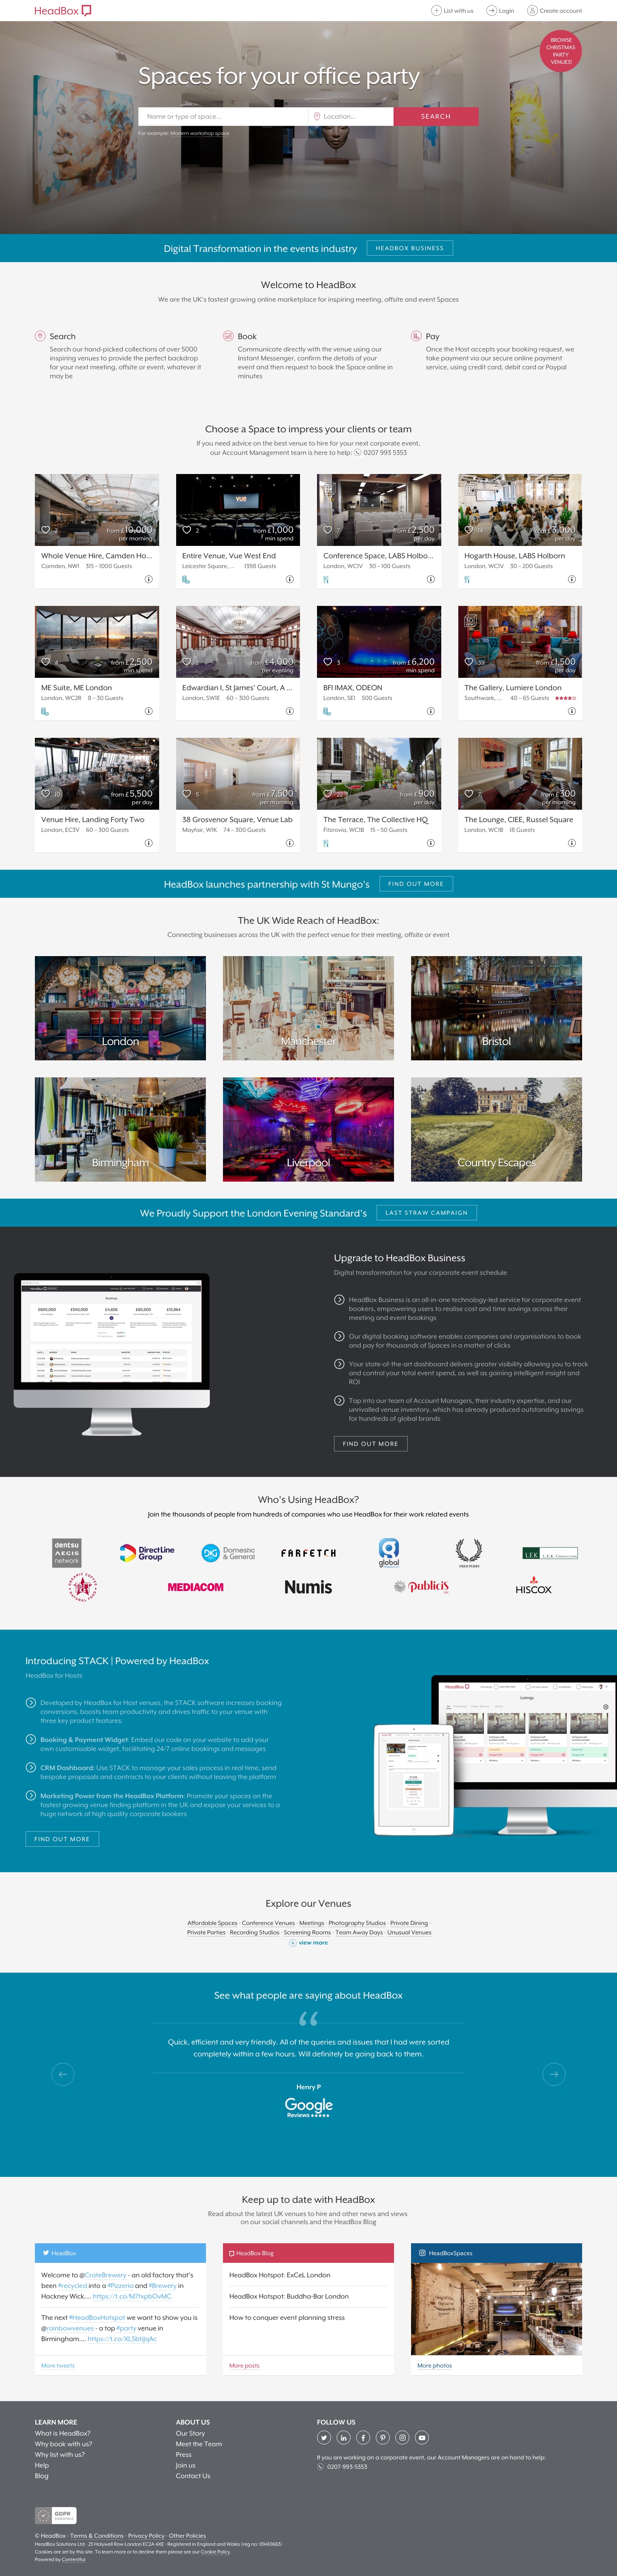 HeadBox
List with us
Login
Create account
BROWSE
CHRISTMAS
PARTY
VENUES!
Spaces for your office party
Name or type of space...
Location...
SEARCH
For example: Modern workshop space
Digital Transformation in the events industry
HEADBOX BUSINESS
Welcome to HeadBox
We are the UK's fastest growing online marketplace for inspiring meeting, offsite and event Spaces
Search
Search our hand-picked collections of over 5000
inspiring venues to provide the perfect backdrop
for your next meeting, offsite or event, whatever it
may be
Book
Communicate directly with the venue using our
Instant Messenger, confirm the details of your
event and then request to book the Space online in
minutes
Pay
Once the Host accepts your booking request, we
take payment via our secure online payment
service, using credit card, debit card or Paypal
Choose a Space to impress your clients or team
If you need advice on the best venue to hire for your next corporate event,
our Account Management team is here to help: 0207 993 5353
from £10,000
per morning
Whole Venue Hire, Camden Ho...
Camden, NW1 315 – 1000 Guests
VUE
2
from £1,000
min spend
Entire Venue, Vue West End
Leicester Square, ... 1398 Guests
7
from £2,500
per day
Conference Space, LABS Holbo...
London, WC1V 30 – 100 Guests
14
from £5,000
per day
Hogarth House, LABS Holborn
London, WC1V 30 – 200 Guests
from £2,500
min spend
ME Suite, ME London
London, WC2R 8 – 30 Guests
from £4,000
per evening
Edwardian I, St James' Court, A ...
London, SW1E 60 – 300 Guests
3
from £6,200
min spend
BFI IMAX, ODEON
London, SE1 500 Guests
39
from £1,500
per day
The Gallery, Lumiere London
Southwark, ... 40 – 65 Guests
10
from £5,500
per day
Venue Hire, Landing Forty Two
London, EC3V 60 – 300 Guests
5
from £7,500
per morning
38 Grosvenor Square, Venue Lab
Mayfair, W1K 74 – 300 Guests
22
from £900
per day
The Terrace, The Collective HQ
Fitzrovia, WC1B 15 – 50 Guests
7
from £300
per morning
The Lounge, CIEE, Russel Square
London, WC1B 18 Guests
HeadBox launches partnership with St Mungo's
FIND OUT MORE
The UK Wide Reach of HeadBox:
Connecting businesses across the UK with the perfect venue for their meeting, offsite or event
London
Manchester
Bristol
Birmingham
Liverpool
Country Escapes
We Proudly Support the London Evening Standard's
LAST STRAW CAMPAIGN
Upgrade to HeadBox Business
Digital transformation for your corporate event schedule
HeadBox Business is an all-in-one technology-led service for corporate event
bookers, empowering users to realise cost and time savings across their
meeting and event bookings
Our digital booking software enables companies and organisations to book
and pay for thousands of Spaces in a matter of clicks
Your state-of-the-art dashboard delivers greater visibility allowing you to track
and control your total event spend, as well as gaining intelligent insight and
ROI
Tap into our team of Account Managers, their industry expertise, and our
unrivalled venue inventory, which has already produced outstanding savings
for hundreds of global brands
FIND OUT MORE
Who's Using HeadBox?
Join the thousands of people from hundreds of companies who use HeadBox for their work related events
dentsu
AEGIS
network
Direct Line
Group
D&G
Domestic
& General
FARFETCH
global
FRED PERRY
LEK
L.E.K. Consulting
MEDIACOM
Numis
publicis
HISCOX
Introducing STACK | Powered by HeadBox
HeadBox for Hosts
Developed by HeadBox for Host venues, the STACK software increases booking
conversions, boosts team productivity and drives traffic to your venue with
three key product features:
Booking & Payment Widget: Embed our code on your website to add your
own customisable widget, facilitating 24/7 online bookings and messages
CRM Dashboard: Use STACK to manage your sales process in real time, send
bespoke proposals and contracts to your clients without leaving the platform
Marketing Power from the HeadBox Platform: Promote your spaces on the
fastest growing venue finding platform in the UK and expose your services to a
huge network of high quality corporate bookers
FIND OUT MORE
HeadBox
Listings
Explore our Venues
Affordable Spaces · Conference Venues · Meetings · Photography Studios · Private Dining ·
Private Parties · Recording Studios · Screening Rooms · Team Away Days · Unusual Venues
view more
See what people are saying about HeadBox
Quick, efficient and very friendly. All of the queries and issues that I had were sorted
completely within a few hours. Will definitely be going back to them.
Henry P
Google
Reviews
Keep up to date with HeadBox
Read about the latest UK venues to hire and other news and views
on our social channels and the HeadBox Blog
HeadBox
Welcome to @CrateBrewery - an old factory that's
been #recycled into a #Pizzeria and #Brewery in
Hackney Wick.... https://t.co/M7txpbOvMC
The next #HeadBoxHotspot we want to show you is
@rainbowvenues - a top #party venue in
Birmingham.... https://t.co/XLSbtIjqAc
More tweets
HeadBox Blog
HeadBox Hotspot: ExCeL London
HeadBox Hotspot: Buddha-Bar London
How to conquer event planning stress
More posts
HeadBoxSpaces
More photos
LEARN MORE
What is HeadBox?
Why book with us?
Why list with us?
Help
Blog
ABOUT US
Our Story
Meet the Team
Press
Join us
Contact Us
FOLLOW US
If you are working on a corporate event, our Account Managers are on hand to help:
0207-993-5353
GDPR
© HeadBox · Terms & Conditions · Privacy Policy · Other Policies
HeadBox Solutions Ltd · 25 Holywell Row London EC2A 4XE · Registered in England and Wales (reg no: 09410663)
Cookies are set by this site. To learn more or to decline them please see our Cookie Policy.
Powered by Contentful